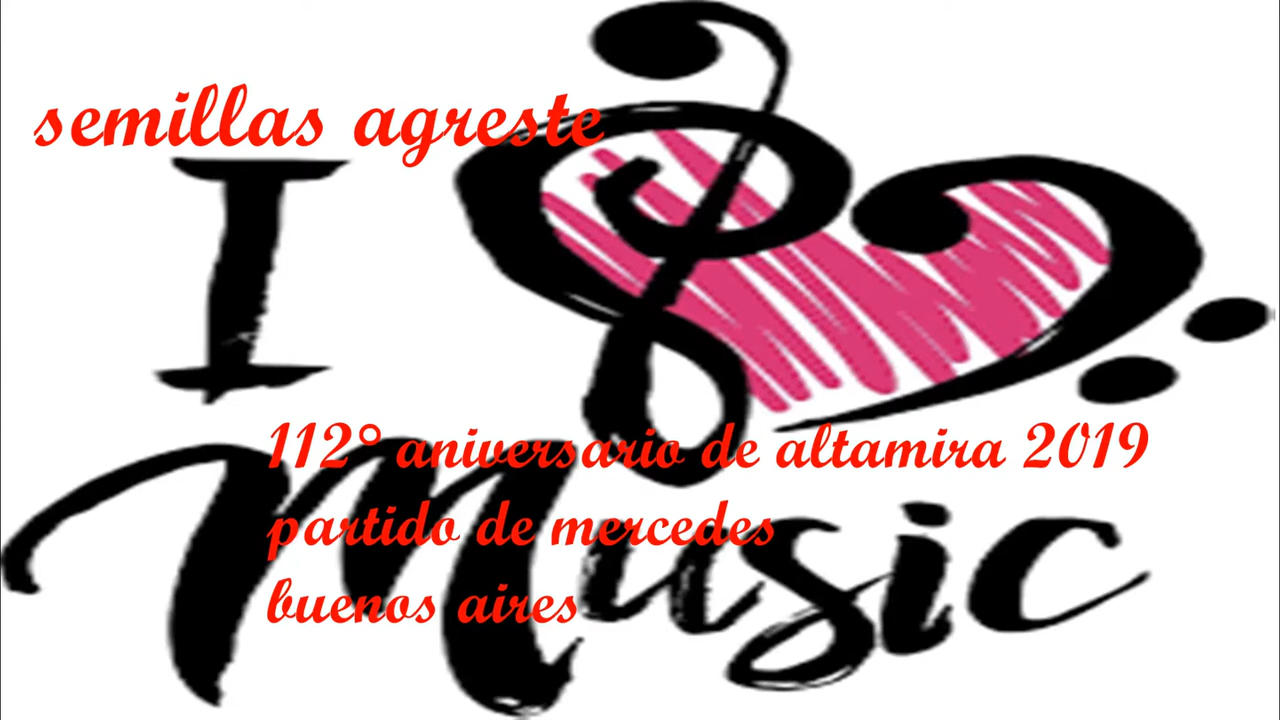 semillas agreste
I
Music
112° aniversario de altamira 2019
partido de mercedes
buenos aires